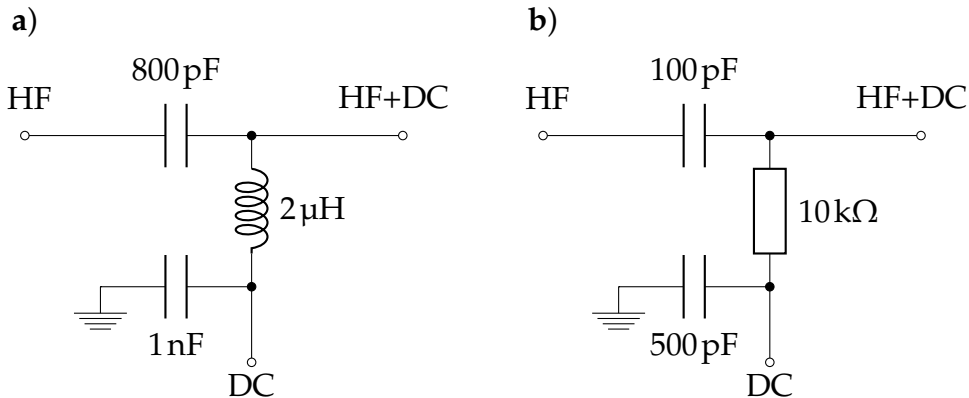 a)
800 pF
HF
HF+DC
2 µH
1 nF
DC
b)
100 pF
HF
HF+DC
10 kΩ
500 pF
DC